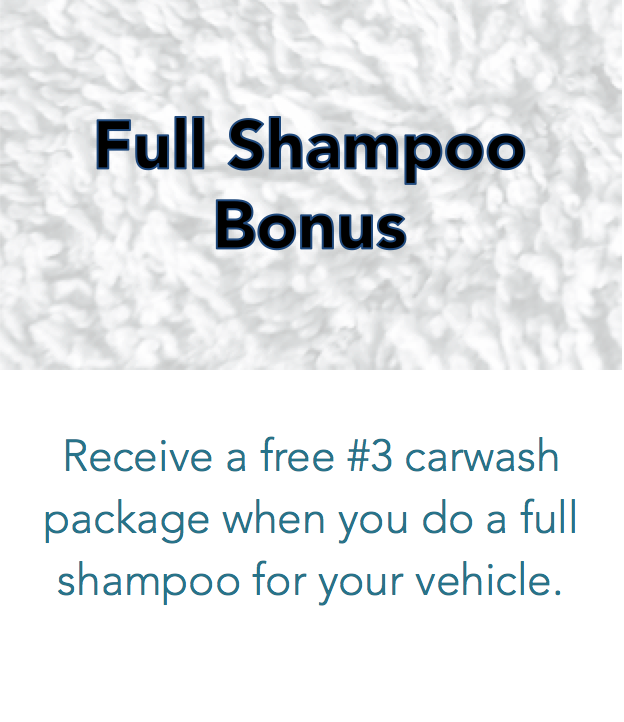 Full Shampoo
Bonus
Receive a free #3 carwash
package when you do a full
shampoo for your vehicle.